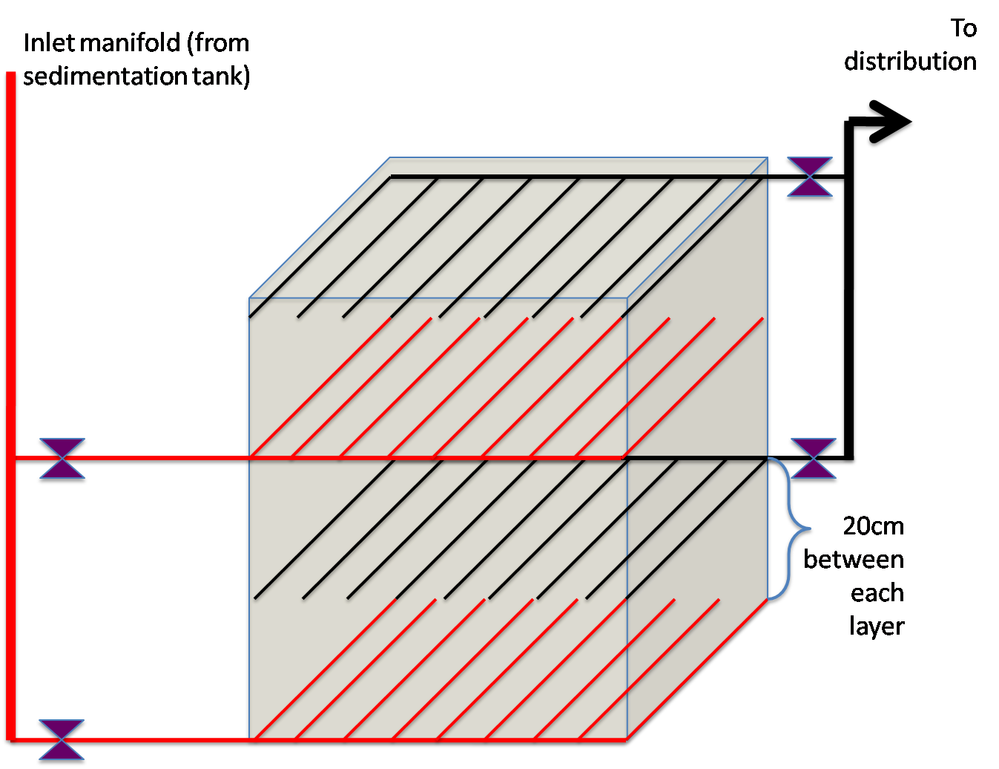 Inlet manifold (from
sedimentation tank)
To
distribution
20cm
between
each
layer